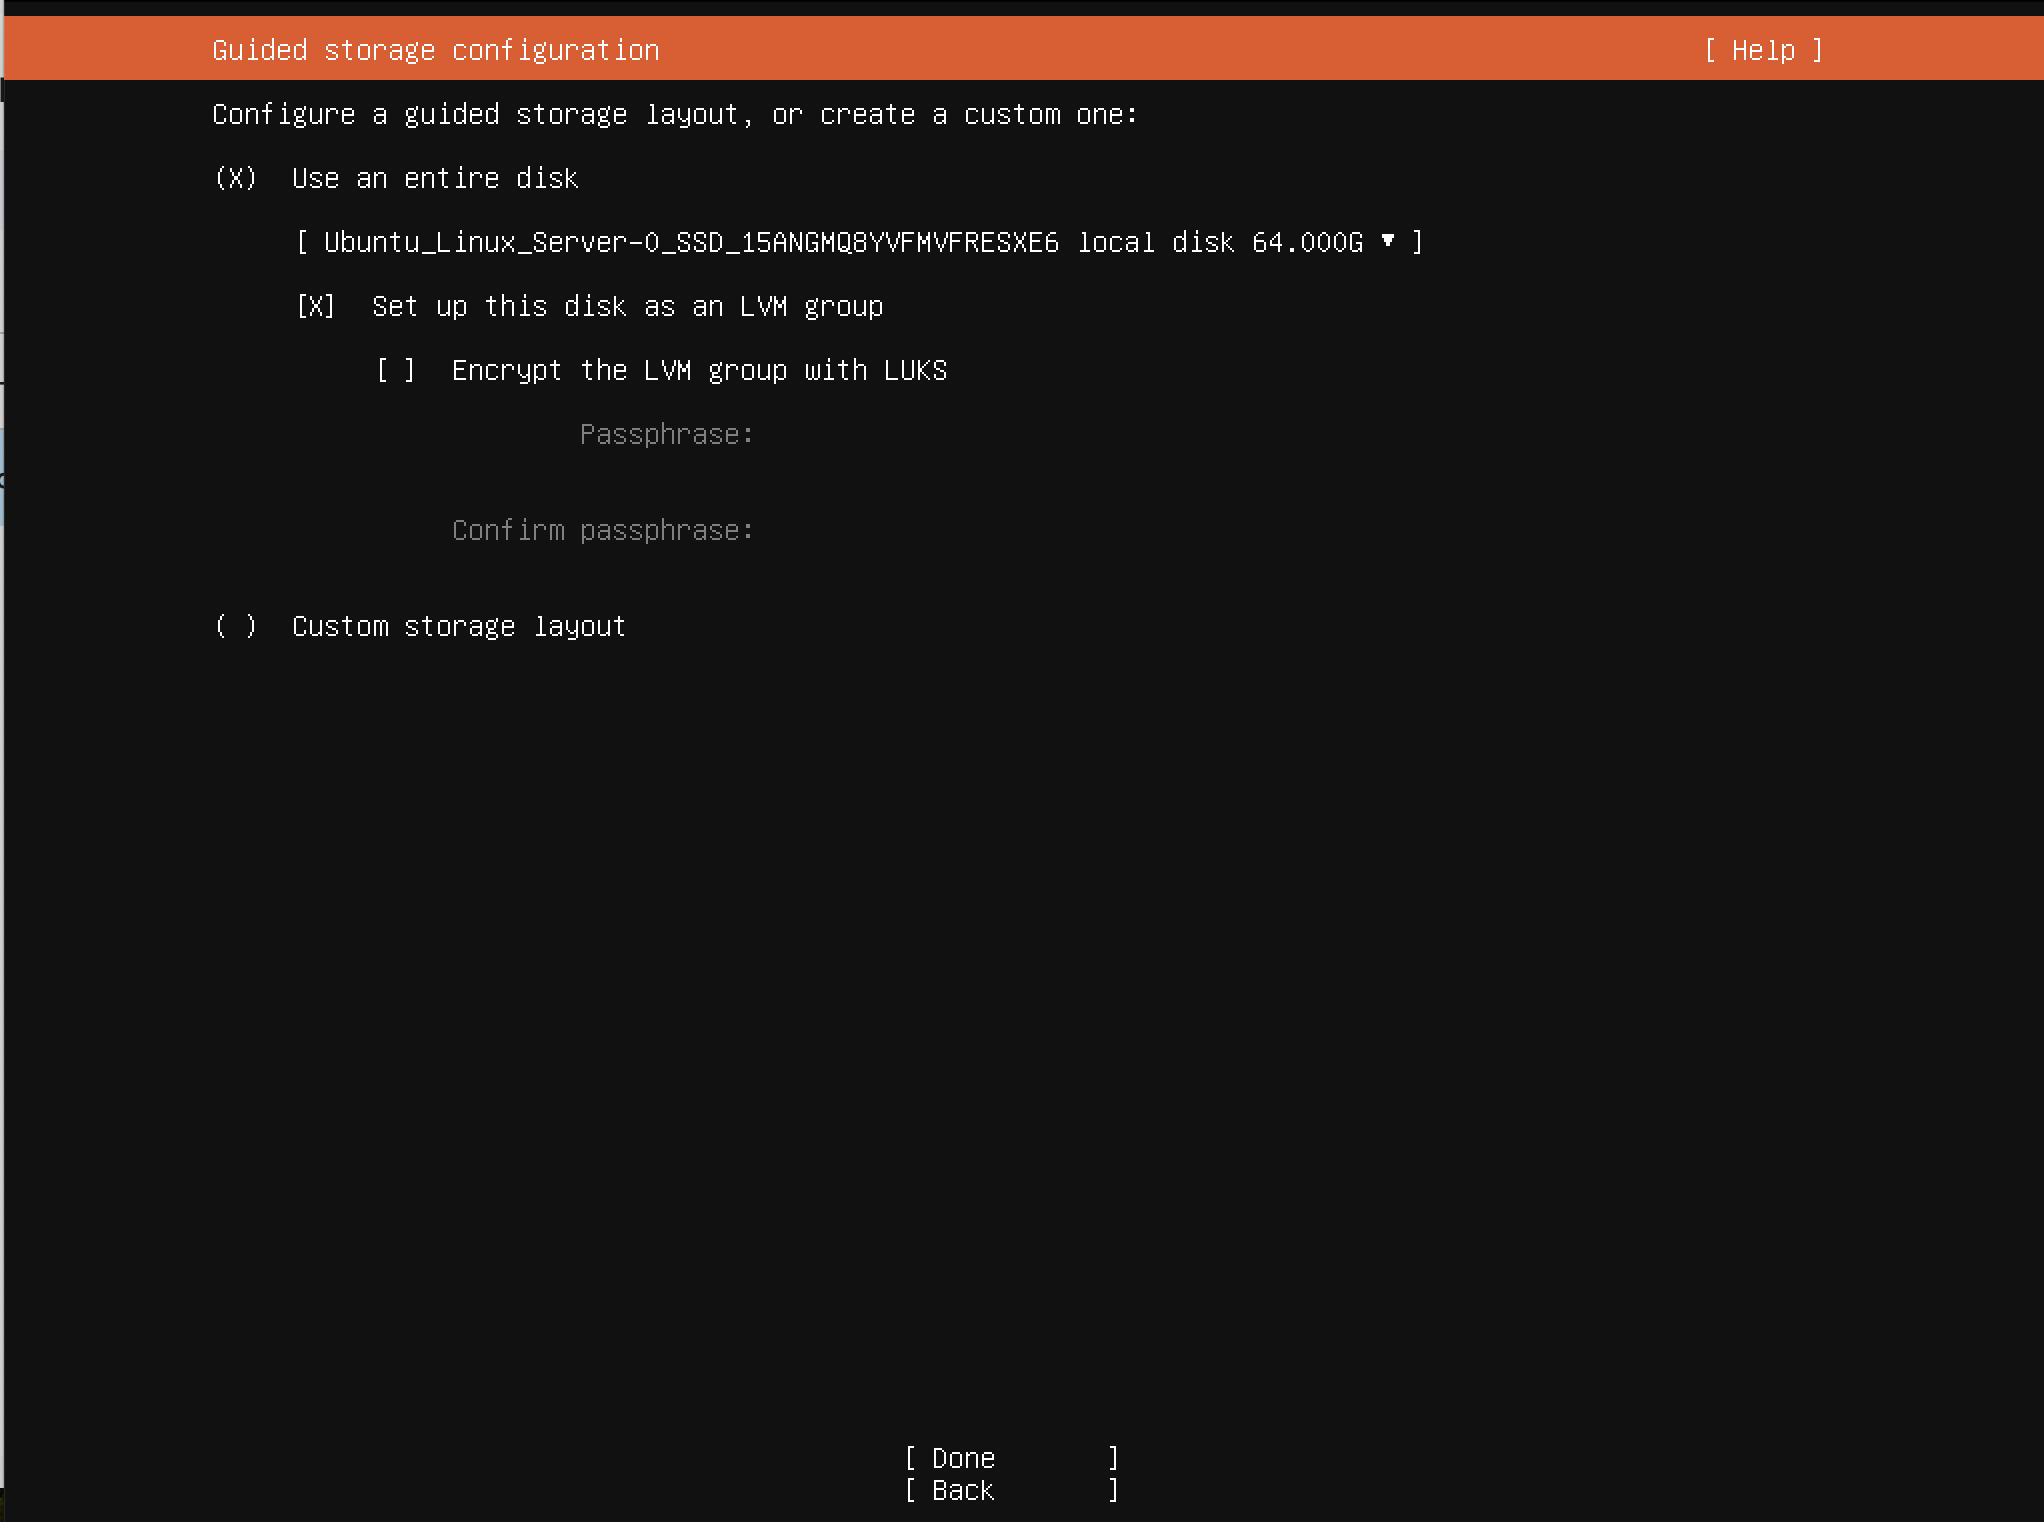 Guided storage configuration [ Help ]
Configure a guided storage layout, or create a custom one:
(X) Use an entire disk
[ Ubuntu_Linux_Server-0_SSD_15ANGMQ8YVFMVFRESXE6 local disk 64.000G ▾ ]
[X] Set up this disk as an LVM group
[ ] Encrypt the LVM group with LUKS
Passphrase:
Confirm passphrase:
( ) Custom storage layout
[ Done ]
[ Back ]